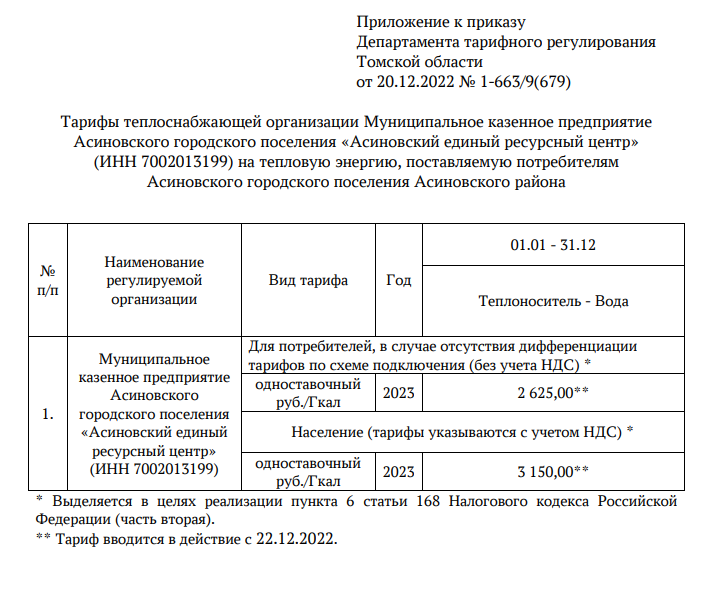 Приложение к приказу
Департамента тарифного регулирования
Томской области
от 20.12.2022 № 1-663/9(679)
Тарифы теплоснабжающей организации Муниципальное казенное предприятие
Асиновского городского поселения «Асиновский единый ресурсный центр»
(ИНН 7002013199) на тепловую энергию, поставляемую потребителям
Асиновского городского поселения Асиновского района
№
п/п
Наименование
регулируемой
организации
Вид тарифа
Год
01.01 - 31.12
Теплоноситель - Вода
1.
Муниципальное
казенное предприятие
Асиновского
городского поселения
«Асиновский единый
ресурсный центр»
(ИНН 7002013199)
Для потребителей, в случае отсутствия дифференциации
тарифов по схеме подключения (без учета НДС) *
одноставочный
руб./Гкал
2023
2 625,00**
Население (тарифы указываются с учетом НДС) *
одноставочный
руб./Гкал
2023
3 150,00**
* Выделяется в целях реализации пункта 6 статьи 168 Налогового кодекса Российской
Федерации (часть вторая).
** Тариф вводится в действие с 22.12.2022.